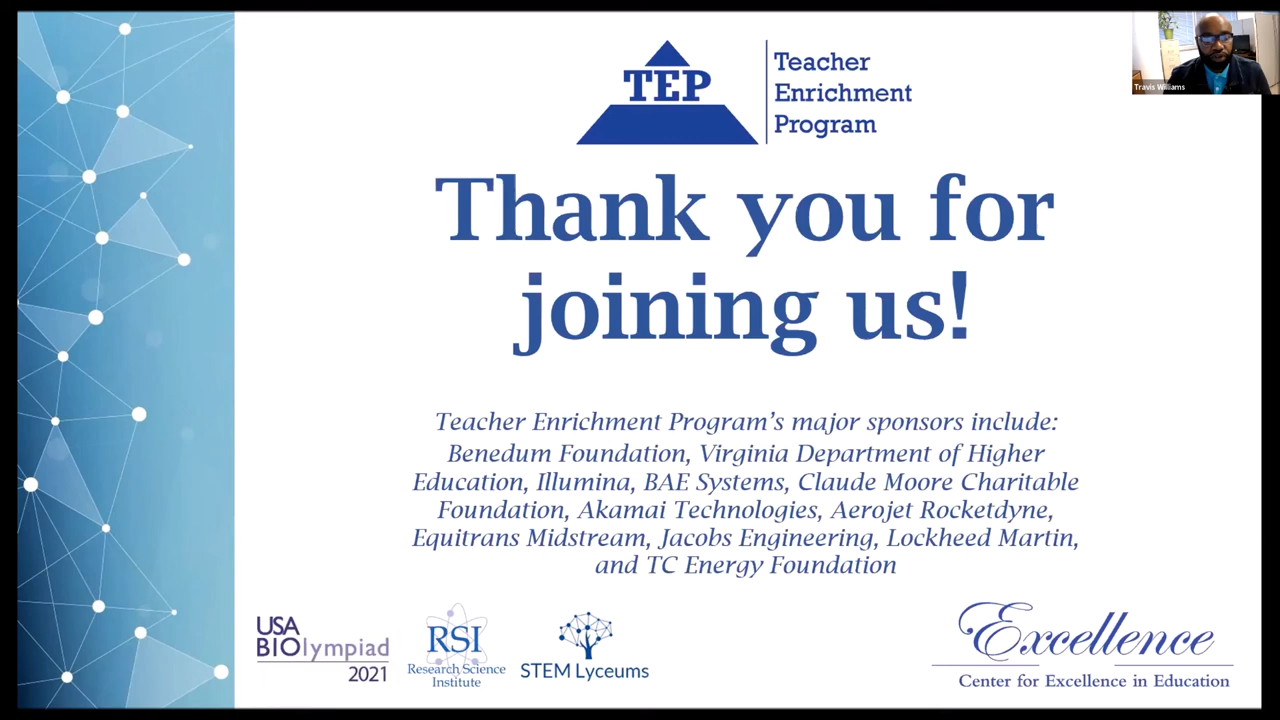 TEP
Teacher
Enrichment
Program
Travis Williams
Thank you for
joining us!
Teacher Enrichment Program's major sponsors include:
Benedum Foundation, Virginia Department of Higher
Education, Illumina, BAE Systems, Claude Moore Charitable
Foundation, Akamai Technologies, Aerojet Rocketdyne,
Equitrans Midstream, Jacobs Engineering, Lockheed Martin,
and TC Energy Foundation
USA
BIOlympiad
2021
RSI
Research Science
Institute
STEM Lyceums
Excellence
Center for Excellence in Education